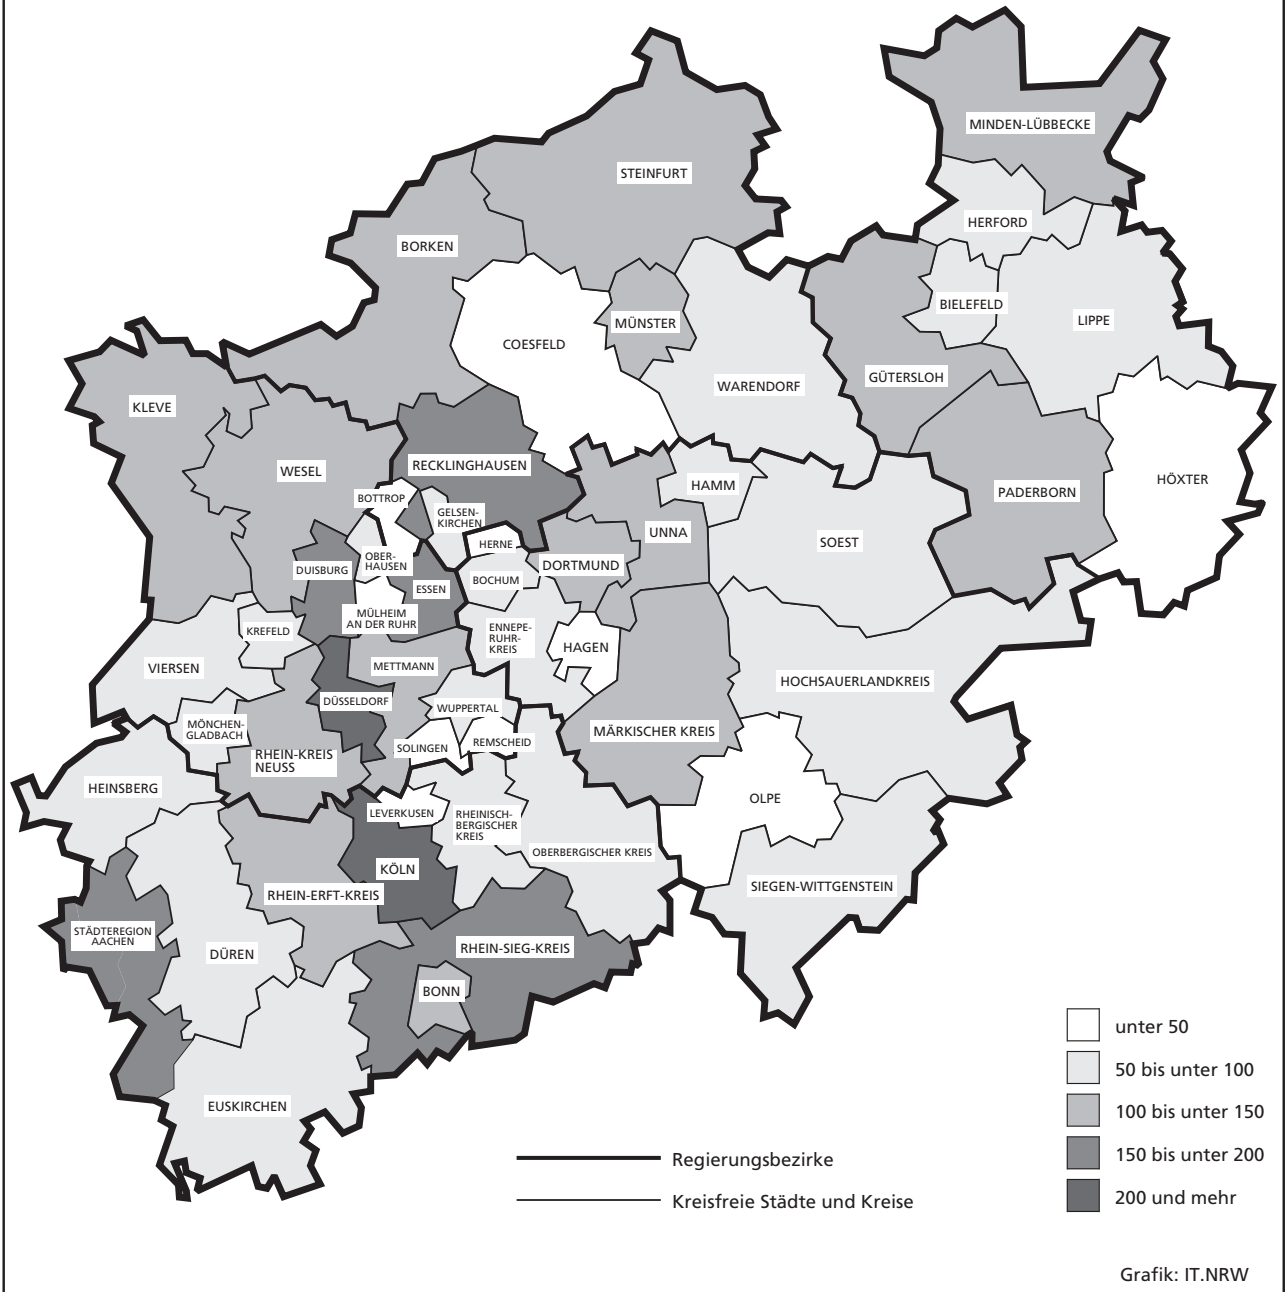 MINDEN-LÜBBECKE
STEINFURT
HERFORD
BORKEN
BIELEFELD
LIPPE
MÜNSTER
COESFELD
GÜTERSLOH
WARENDORF
KLEVE
RECKLINGHAUSEN
WESEL
HÖXTER
HAMM
PADERBORN
BOTTROP
GELSEN-
KIRCHEN
UNNA
SOEST
HERNE
OBER-
HAUSEN
DORTMUND
DUISBURG
BOCHUM
ESSEN
MÜLHEIM
AN DER RUHR
KREFELD
ENNEPE-
RUHR-
KREIS
HAGEN
VIERSEN
METTMANN
HOCHSAUERLANDKREIS
DÜSSELDORF
WUPPERTAL
MÖNCHEN-
GLADBACH
MÄRKISCHER KREIS
REMSCHEID
SOLINGEN
RHEIN-KREIS
NEUSS
HEINSBERG
OLPE
LEVERKUSEN
RHEINISCH-
BERGISCHER
KREIS
OBERBERGISCHER KREIS
KÖLN
SIEGEN-WITTGENSTEIN
RHEIN-ERFT-KREIS
STÄDTEREGION
AACHEN
RHEIN-SIEG-KREIS
DÜREN
BONN
EUSKIRCHEN
unter 50
50 bis unter 100
100 bis unter 150
150 bis unter 200
200 und mehr
Regierungsbezirke
Kreisfreie Städte und Kreise
Grafik: IT.NRW